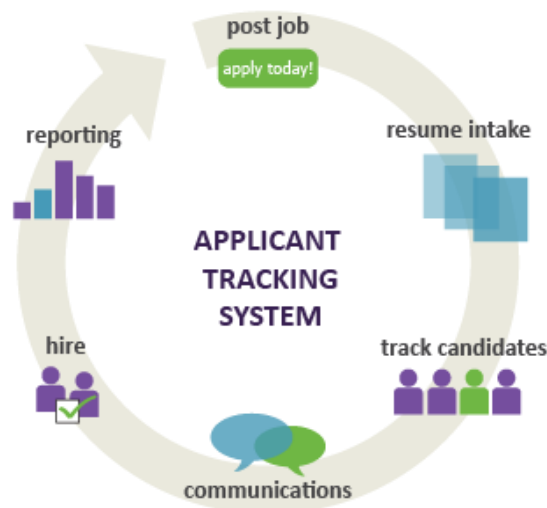 post job
apply today!
resume intake
track candidates
communications
hire
reporting
APPLICANT
TRACKING
SYSTEM